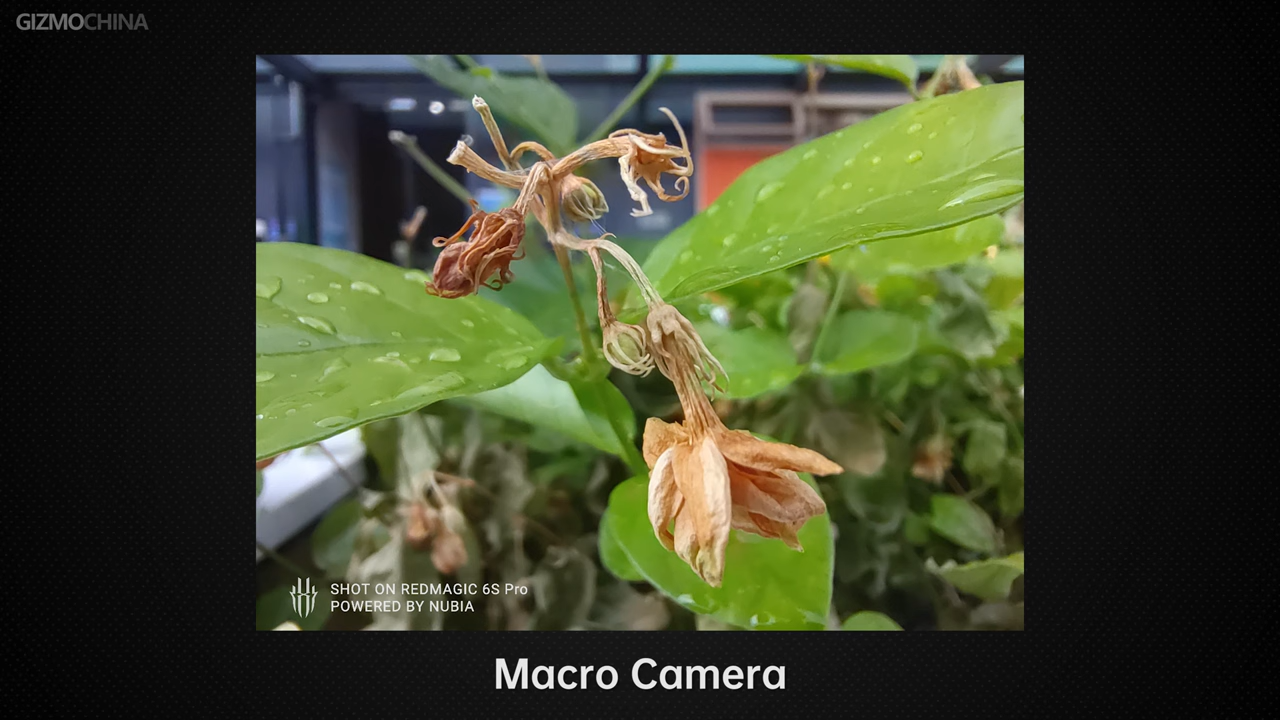 GIZMOCHINA
SHOT ON REDMAGIC 6S Pro
POWERED BY NUBIA
Macro Camera